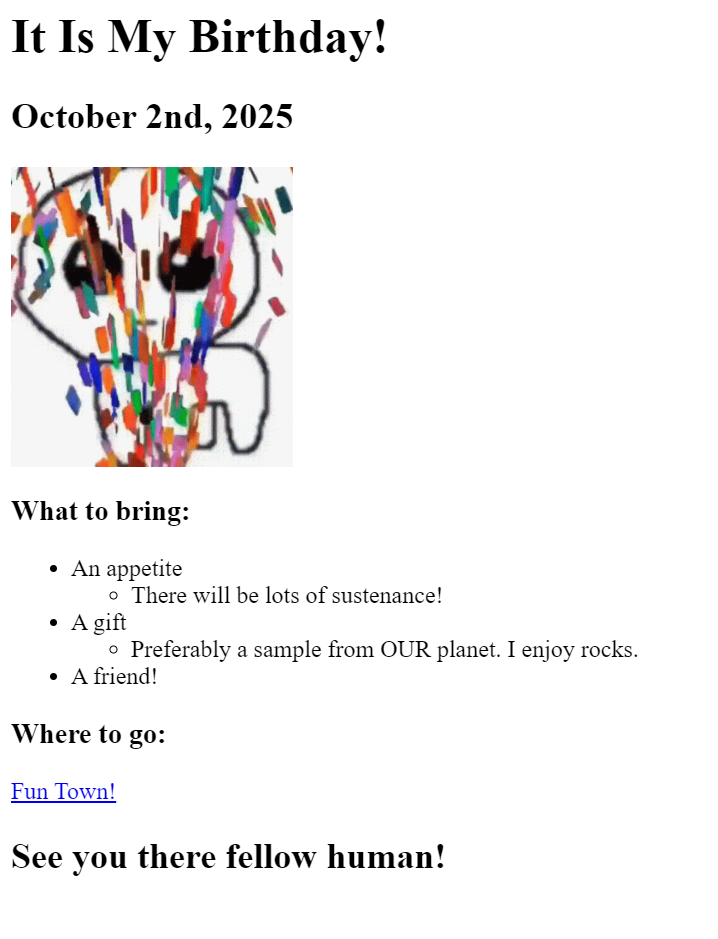 It Is My Birthday!
October 2nd, 2025
What to bring:
An appetite
There will be lots of sustenance!
A gift
Preferably a sample from OUR planet. I enjoy rocks.
A friend!
Where to go:
Fun Town!
See you there fellow human!